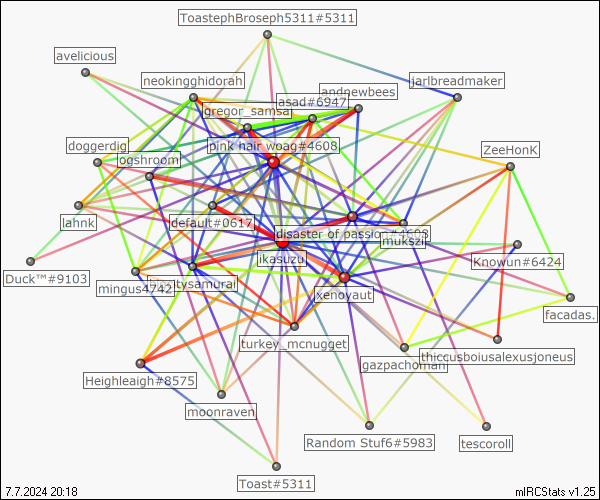 ToastephBroseph5311#5311
avelicious
neokingghidorah
jarlbreadmaker
andnewbees
asad#6947
gregor_samsa
doggerdig
pink hair woag#4608
ZeeHonK
ogshroom
lahnk
default#0617
disaster of passion#4608
mukszi
ikasuzu
Duck™#9103
Knowun#6424
mingus4742
tysamurai
xenoyaut
facadas.
turkey_mcnugget
thiccusboiusalexusjoneus
gazpachoman
Heighleaigh#8575
moonraven
Random Stuf6#5983
tescoroll
Toast#5311
7.7.2024 20:18
mIRCStats v1.25